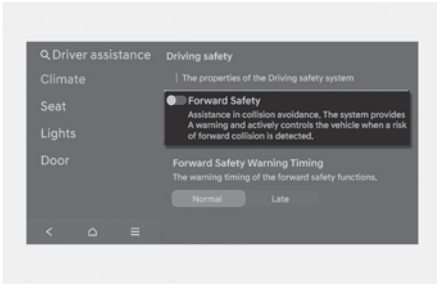 Driver assistance
Climate
Seat
Lights
Door
Driving safety
The properties of the Driving safety system
Forward Safety
Assistance in collision avoidance, The system provides
A warning and actively controls the vehicle when a risk
of forward collision is detected.
Forward Safety Warning Timing
The warning timing of the forward safety functions,
Normal
Late